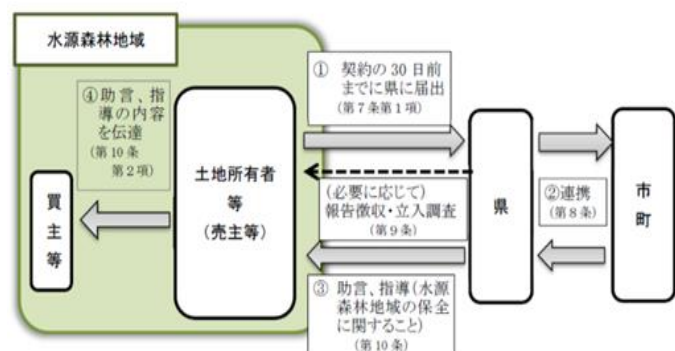 水源森林地域
④助言、指
導の内容
を伝達
(第10条
第2項)
買
主
等
土地所有者
等
(売主等)
① 契約の30日前
までに県に届出
(第7条第1項)
(必要に応じて)
報告徴収・立入調査
(第9条)
③ 助言、指導(水源
森林地域の保全
に関すること)
(第10条)
県
②連携
(第8条)
市
町